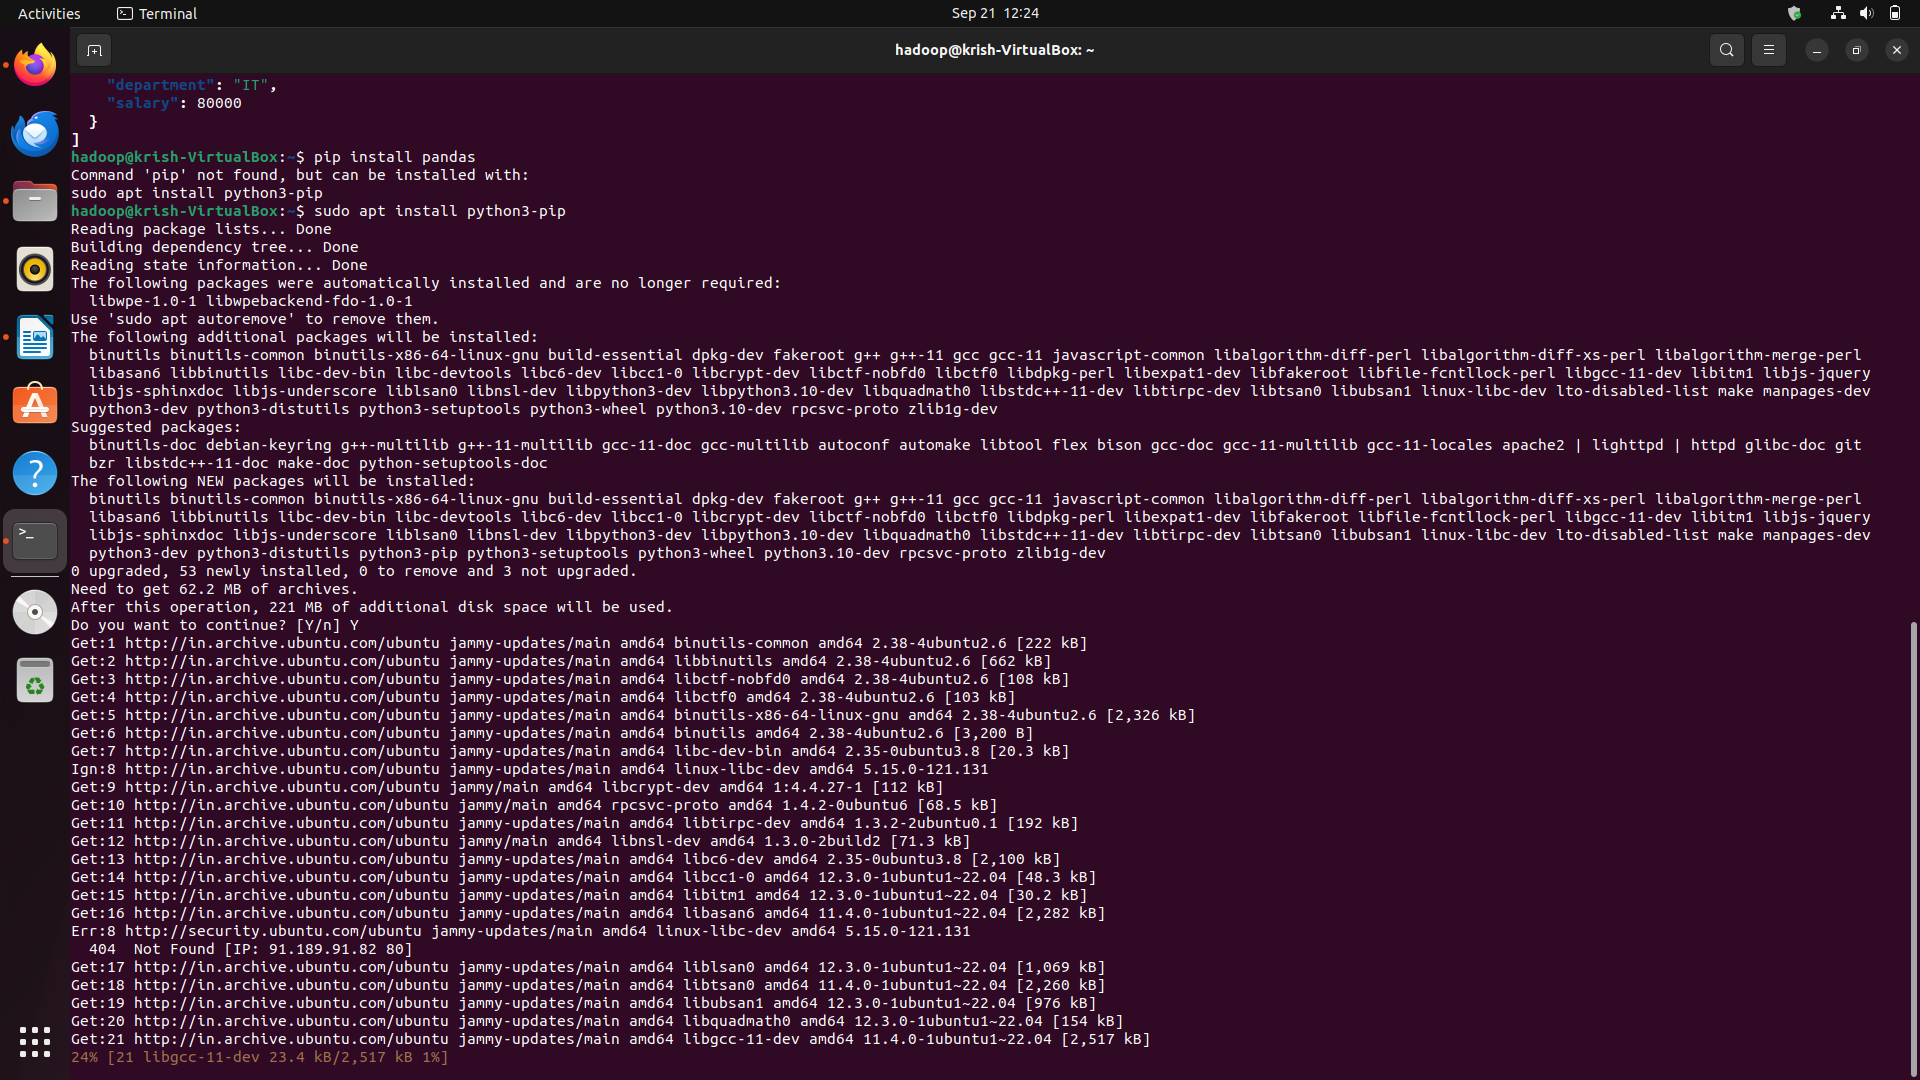 Activities
Terminal
Sep 21 12:24
hadoop@krish-VirtualBox: ~
"department": "IT",
"salary": 80000
}
]
hadoop@krish-VirtualBox:~$ pip install pandas
Command 'pip' not found, but can be installed with:
sudo apt install python3-pip
hadoop@krish-VirtualBox:~$ sudo apt install python3-pip
Reading package lists... Done
Building dependency tree... Done
Reading state information... Done
The following packages were automatically installed and are no longer required:
libwpe-1.0-1 libwpebackend-fdo-1.0-1
Use 'sudo apt autoremove' to remove them.
The following additional packages will be installed:
binutils binutils-common binutils-x86-64-linux-gnu build-essential dpkg-dev fakeroot g++ g++-11 gcc gcc-11 javascript-common libalgorithm-diff-perl libalgorithm-diff-xs-perl libalgorithm-merge-perl
libasan6 libbinutils libc-dev-bin libc-devtools libc6-dev libcc1-0 libcrypt-dev libctf-nobfd0 libctf0 libdpkg-perl libexpat1-dev libfakeroot libfile-fcntllock-perl libgcc-11-dev libitm1 libjs-jquery
libjs-sphinxdoc libjs-underscore liblsan0 libnsl-dev libpython3-dev libpython3.10-dev libquadmath0 libstdc++-11-dev libtirpc-dev libtsan0 libubsan1 linux-libc-dev lto-disabled-list make manpages-dev
python3-dev python3-distutils python3-setuptools python3-wheel python3.10-dev rpcsvc-proto zlib1g-dev
Suggested packages:
binutils-doc debian-keyring g++-multilib g++-11-multilib gcc-11-doc gcc-multilib autoconf automake libtool flex bison gcc-doc gcc-11-multilib gcc-11-locales apache2 | lighttpd | httpd glibc-doc git
bzr libstdc++-11-doc make-doc python-setuptools-doc
The following NEW packages will be installed:
binutils binutils-common binutils-x86-64-linux-gnu build-essential dpkg-dev fakeroot g++ g++-11 gcc gcc-11 javascript-common libalgorithm-diff-perl libalgorithm-diff-xs-perl libalgorithm-merge-perl
libasan6 libbinutils libc-dev-bin libc-devtools libc6-dev libcc1-0 libcrypt-dev libctf-nobfd0 libctf0 libdpkg-perl libexpat1-dev libfakeroot libfile-fcntllock-perl libgcc-11-dev libitm1 libjs-jquery
libjs-sphinxdoc libjs-underscore liblsan0 libnsl-dev libpython3-dev libpython3.10-dev libquadmath0 libstdc++-11-dev libtirpc-dev libtsan0 libubsan1 linux-libc-dev lto-disabled-list make manpages-dev
python3-dev python3-distutils python3-pip python3-setuptools python3-wheel python3.10-dev rpcsvc-proto zlib1g-dev
0 upgraded, 53 newly installed, 0 to remove and 3 not upgraded.
Need to get 62.2 MB of archives.
After this operation, 221 MB of additional disk space will be used.
Do you want to continue? [Y/n] Y
Get:1 http://in.archive.ubuntu.com/ubuntu jammy-updates/main amd64 binutils-common amd64 2.38-4ubuntu2.6 [222 kB]
Get:2 http://in.archive.ubuntu.com/ubuntu jammy-updates/main amd64 libbinutils amd64 2.38-4ubuntu2.6 [662 kB]
Get:3 http://in.archive.ubuntu.com/ubuntu jammy-updates/main amd64 libctf-nobfd0 amd64 2.38-4ubuntu2.6 [108 kB]
Get:4 http://in.archive.ubuntu.com/ubuntu jammy-updates/main amd64 libctf0 amd64 2.38-4ubuntu2.6 [103 kB]
Get:5 http://in.archive.ubuntu.com/ubuntu jammy-updates/main amd64 binutils-x86-64-linux-gnu amd64 2.38-4ubuntu2.6 [2,326 kB]
Get:6 http://in.archive.ubuntu.com/ubuntu jammy-updates/main amd64 binutils amd64 2.38-4ubuntu2.6 [3,200 B]
Get:7 http://in.archive.ubuntu.com/ubuntu jammy-updates/main amd64 libc-dev-bin amd64 2.35-0ubuntu3.8 [20.3 kB]
Ign:8 http://in.archive.ubuntu.com/ubuntu jammy-updates/main amd64 linux-libc-dev amd64 5.15.0-121.131
Get:9 http://in.archive.ubuntu.com/ubuntu jammy/main amd64 libcrypt-dev amd64 1:4.4.27-1 [112 kB]
Get:10 http://in.archive.ubuntu.com/ubuntu jammy/main amd64 rpcsvc-proto amd64 1.4.2-0ubuntu6 [68.5 kB]
Get:11 http://in.archive.ubuntu.com/ubuntu jammy-updates/main amd64 libtirpc-dev amd64 1.3.2-2ubuntu0.1 [192 kB]
Get:12 http://in.archive.ubuntu.com/ubuntu jammy/main amd64 libnsl-dev amd64 1.3.0-2build2 [71.3 kB]
Get:13 http://in.archive.ubuntu.com/ubuntu jammy-updates/main amd64 libc6-dev amd64 2.35-0ubuntu3.8 [2,100 kB]
Get:14 http://in.archive.ubuntu.com/ubuntu jammy-updates/main amd64 libcc1-0 amd64 12.3.0-1ubuntu1~22.04 [48.3 kB]
Get:15 http://in.archive.ubuntu.com/ubuntu jammy-updates/main amd64 libitm1 amd64 12.3.0-1ubuntu1~22.04 [30.2 kB]
Get:16 http://in.archive.ubuntu.com/ubuntu jammy-updates/main amd64 libasan6 amd64 11.4.0-1ubuntu1~22.04 [2,282 kB]
Err:8 http://security.ubuntu.com/ubuntu jammy-updates/main amd64 linux-libc-dev amd64 5.15.0-121.131
404  Not Found [IP: 91.189.91.82 80]
Get:17 http://in.archive.ubuntu.com/ubuntu jammy-updates/main amd64 liblsan0 amd64 12.3.0-1ubuntu1~22.04 [1,069 kB]
Get:18 http://in.archive.ubuntu.com/ubuntu jammy-updates/main amd64 libtsan0 amd64 11.4.0-1ubuntu1~22.04 [2,260 kB]
Get:19 http://in.archive.ubuntu.com/ubuntu jammy-updates/main amd64 libubsan1 amd64 12.3.0-1ubuntu1~22.04 [976 kB]
Get:20 http://in.archive.ubuntu.com/ubuntu jammy-updates/main amd64 libquadmath0 amd64 12.3.0-1ubuntu1~22.04 [154 kB]
Get:21 http://in.archive.ubuntu.com/ubuntu jammy-updates/main amd64 libgcc-11-dev amd64 11.4.0-1ubuntu1~22.04 [2,517 kB]
24% [21 libgcc-11-dev 23.4 kB/2,517 kB 1%]